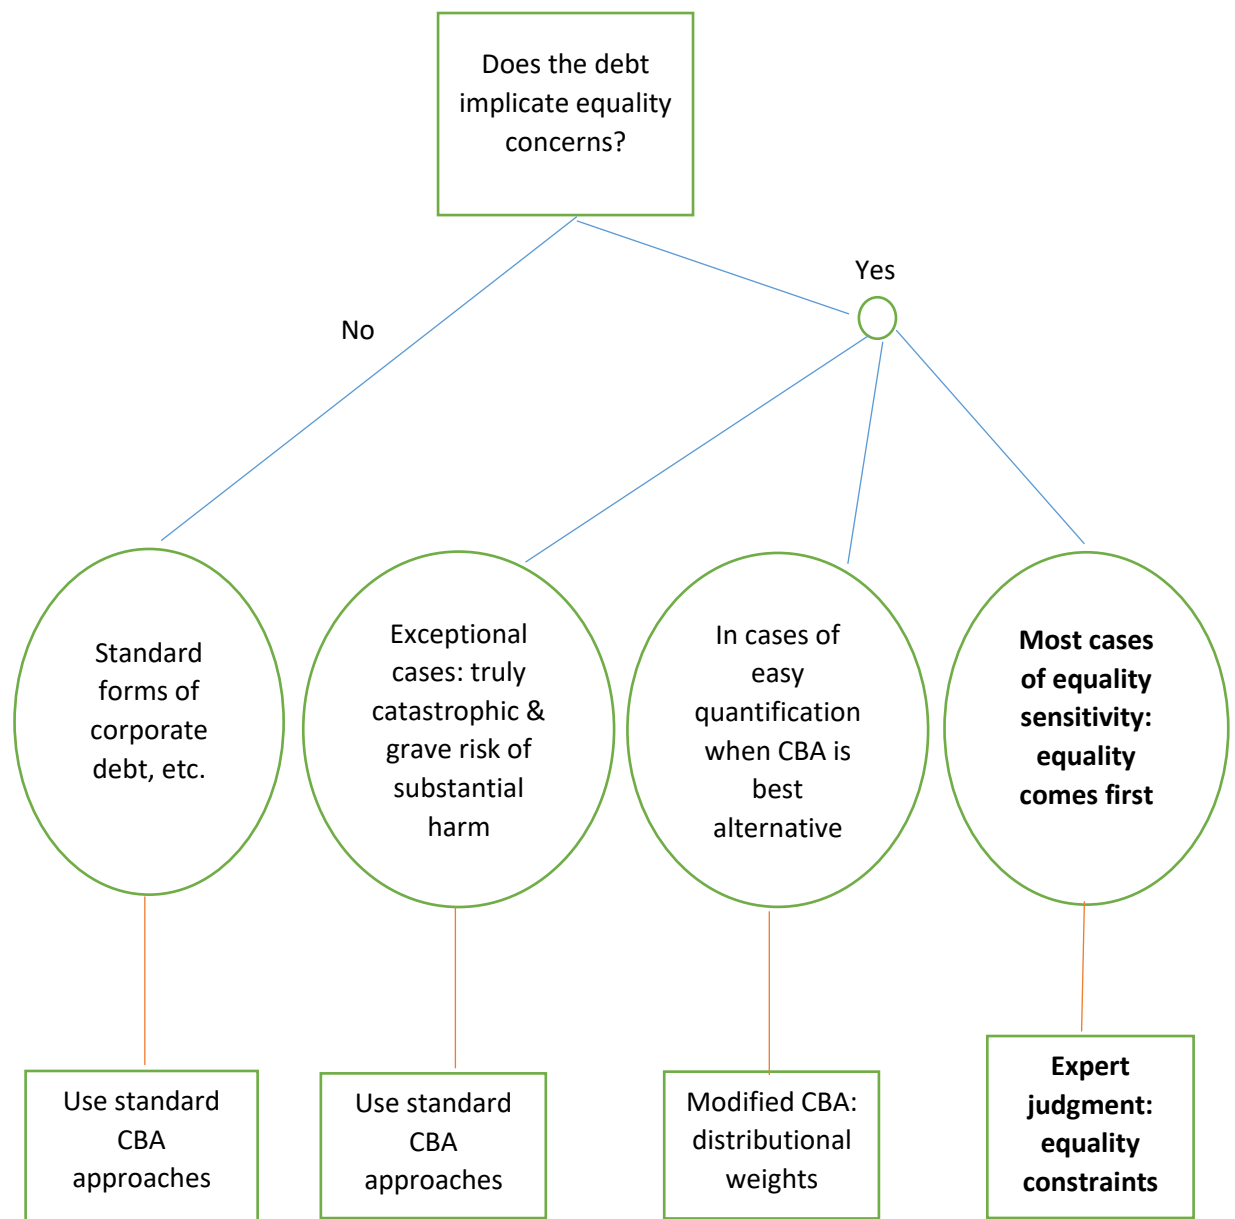 Does the debt
implicate equality
concerns?
Yes
No
Standard
forms of
corporate
debt, etc.
Exceptional
cases: truly
catastrophic &
grave risk of
substantial
harm
In cases of
easy
quantification
when CBA is
best
alternative
Most cases
of equality
sensitivity:
equality
comes first
Use standard
CBA
approaches
Use standard
CBA
approaches
Modified CBA:
distributional
weights
Expert
judgment:
equality
constraints